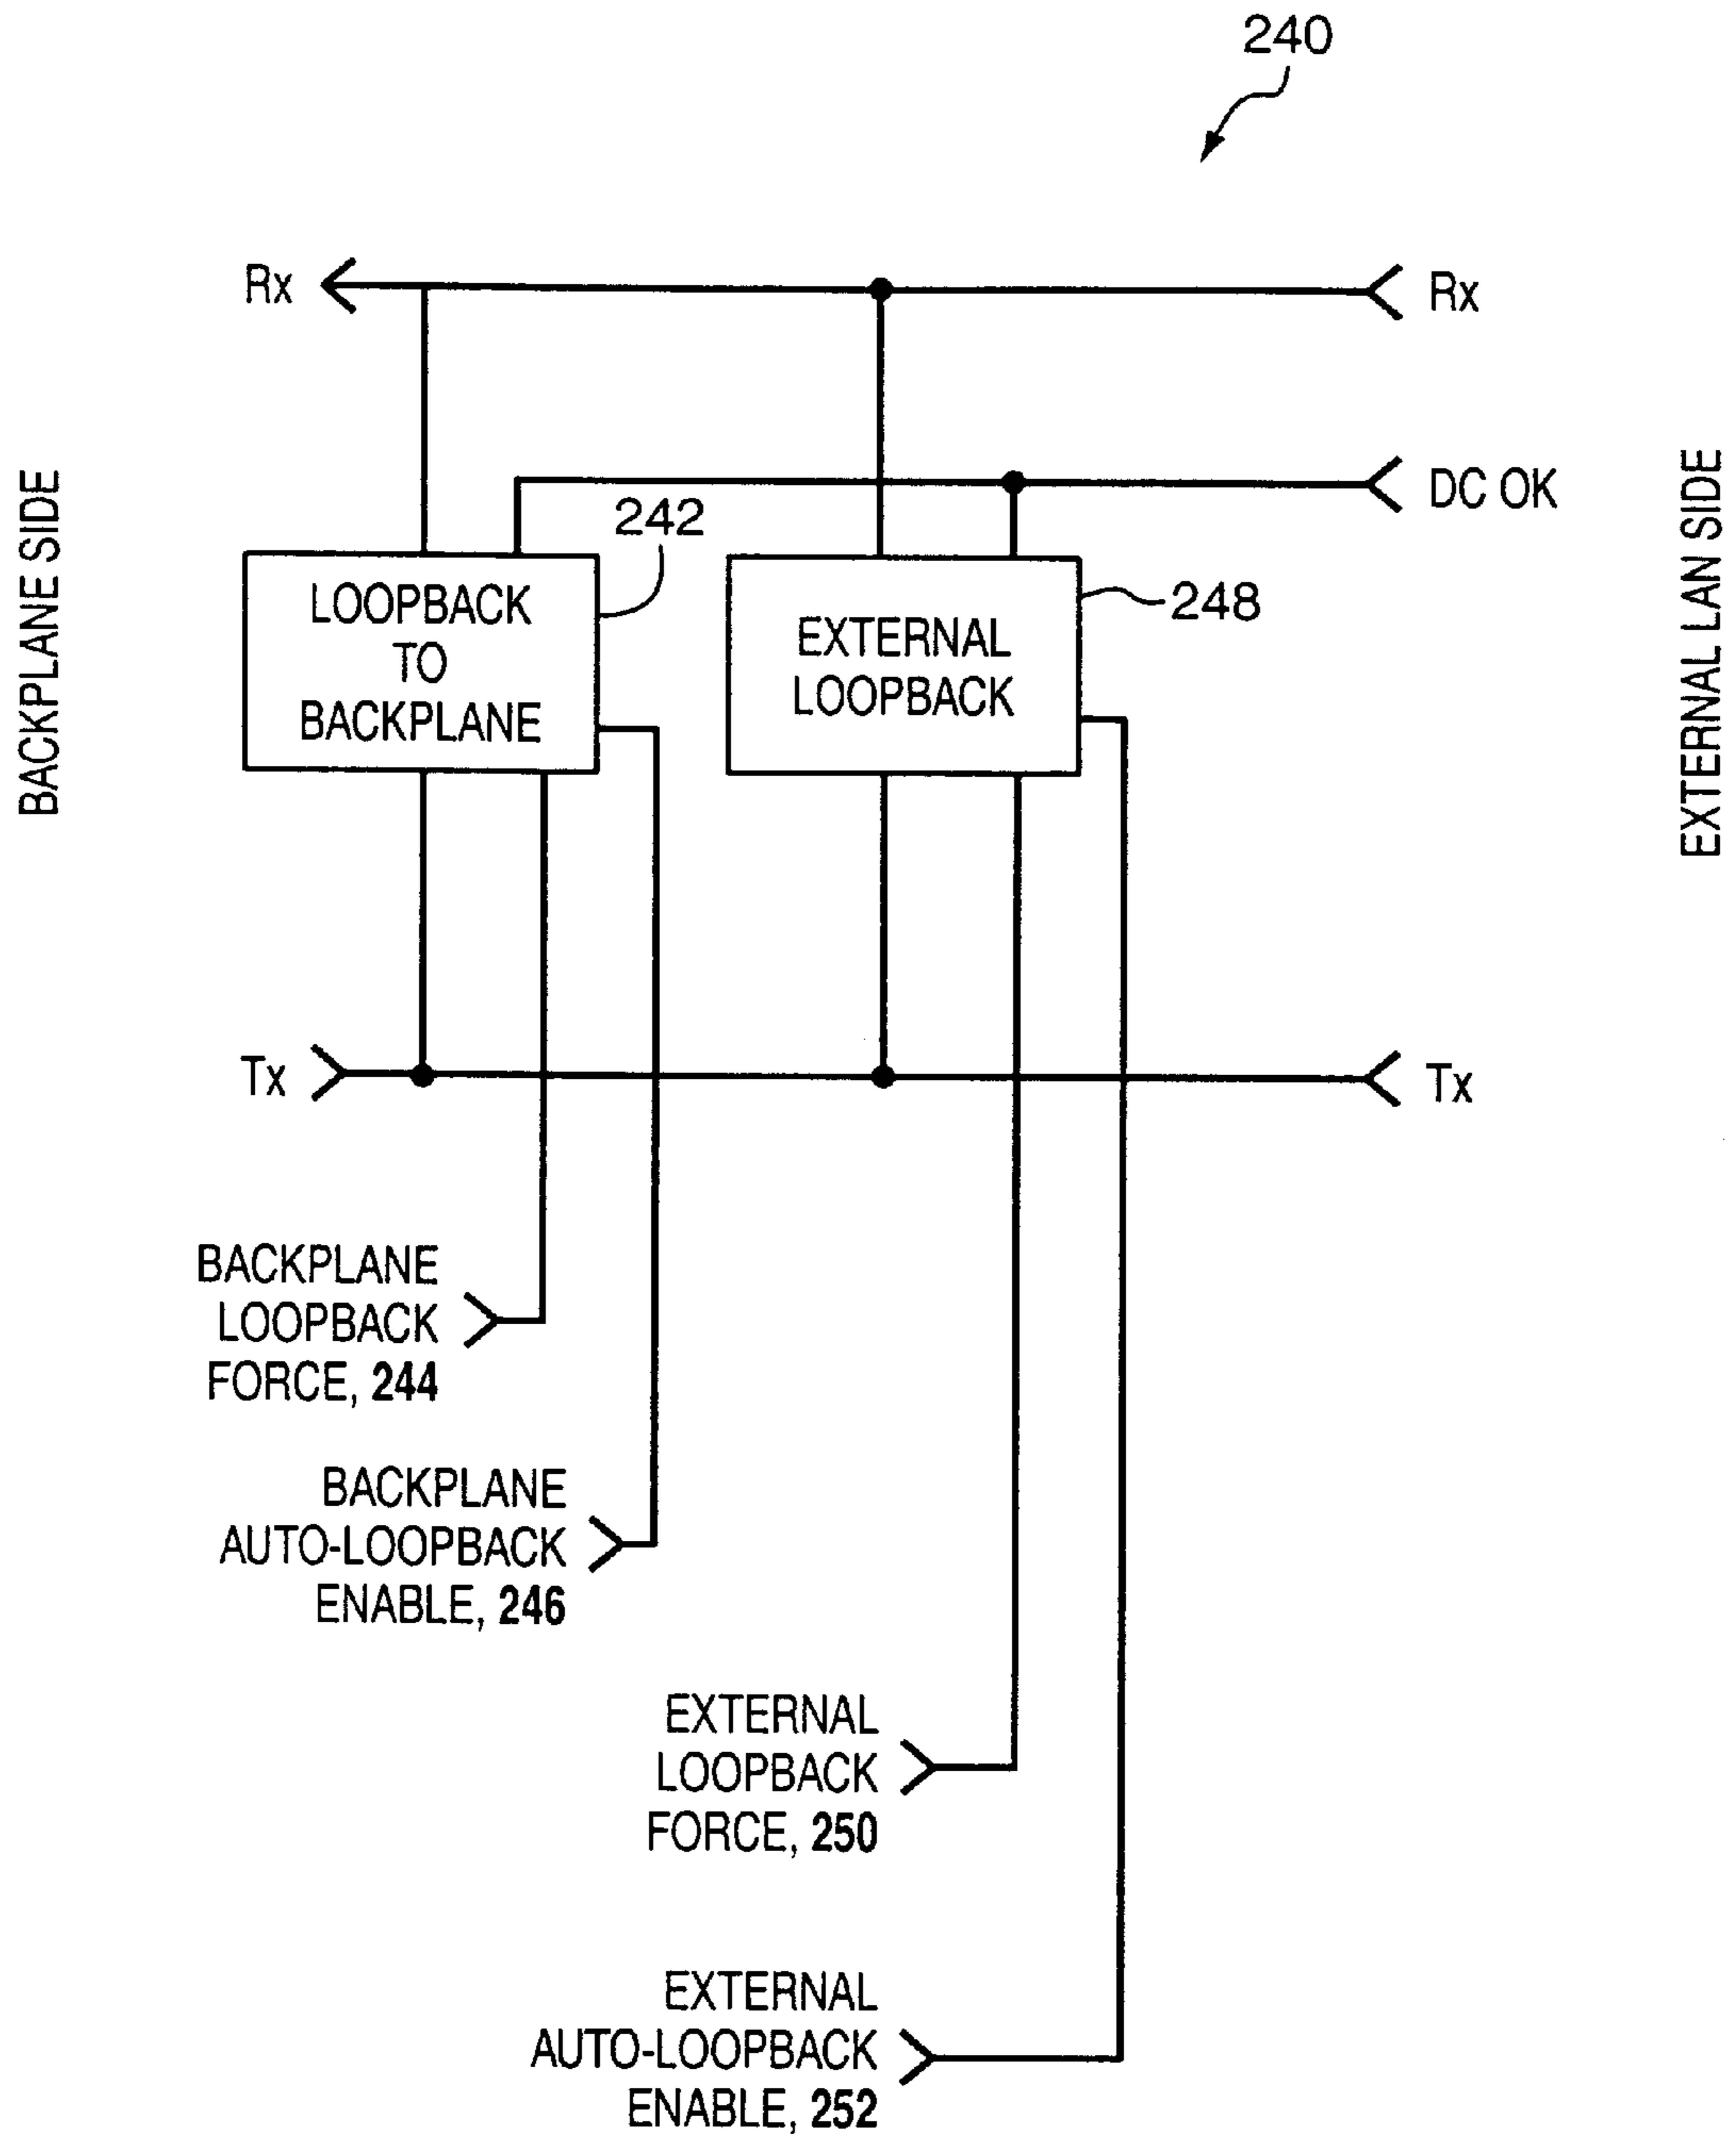 240
Rx
Rx
DC OK
BACKPLANE SIDE
EXTERNAL LAN SIDE
242
LOOPBACK
TO
BACKPLANE
248
EXTERNAL
LOOPBACK
Tx
Tx
BACKPLANE
LOOPBACK
FORCE, 244
BACKPLANE
AUTO-LOOPBACK
ENABLE, 246
EXTERNAL
LOOPBACK
FORCE, 250
EXTERNAL
AUTO-LOOPBACK
ENABLE, 252